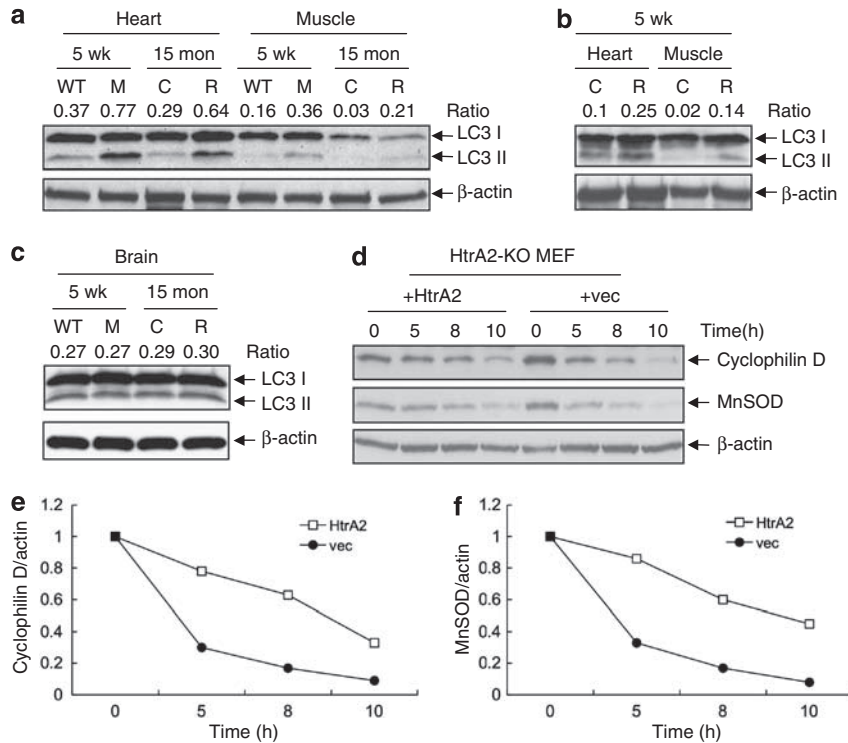 a
Heart Muscle
5 wk 15 mon 5 wk 15 mon
WT M C R WT M C R
0.37 0.77 0.29 0.64 0.16 0.36 0.03 0.21 Ratio
LC3 I
LC3 II
β-actin
b
5 wk
Heart Muscle
C R C R
0.1 0.25 0.02 0.14 Ratio
LC3 I
LC3 II
β-actin
c
Brain
5 wk 15 mon
WT M C R
0.27 0.27 0.29 0.30 Ratio
LC3 I
LC3 II
β-actin
d
HtrA2-KO MEF
+HtrA2 +vec
0 5 8 10 0 5 8 10 Time(h)
Cyclophilin D
MnSOD
β-actin
e
Cyclophilin D/actin
1.2
1
0.8
0.6
0.4
0.2
0
HtrA2
vec
0 5 8 10
Time (h)
f
MnSOD/actin
1.2
1
0.8
0.6
0.4
0.2
0
HtrA2
vec
0 5 8 10
Time (h)